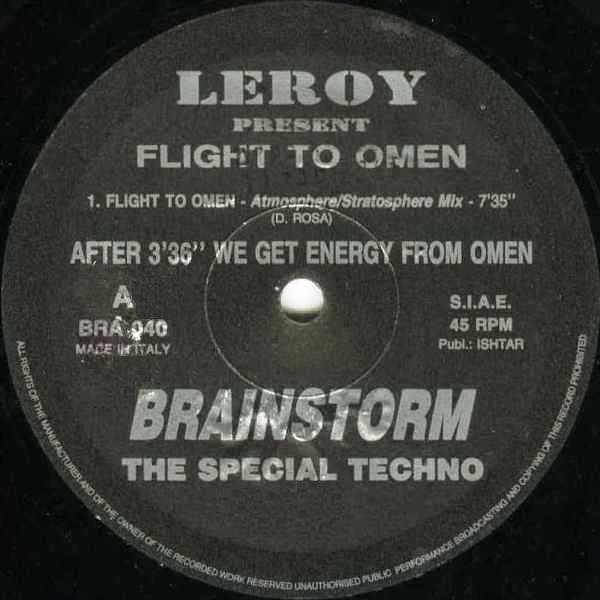 LEROY
PRESENT
FLIGHT TO OMEN
1. FLIGHT TO OMEN - Atmosphere/Stratosphere Mix - 7'35"
(D. ROSA)
AFTER 3'36" WE GET ENERGY FROM OMEN
A
BRA 040
MADE IN ITALY
S.I.A.E.
45 RPM
Publ.: ISHTAR
BRAINSTORM
THE SPECIAL TECHNO
ALL RIGHTS OF THE MANUFACTURER AND OF THE OWNER OF THE RECORDED WORK RESERVED UNAUTHORISED PUBLIC PERFORMANCE BROADCASTING AND COPYING OF THIS RECORD PROHIBITED